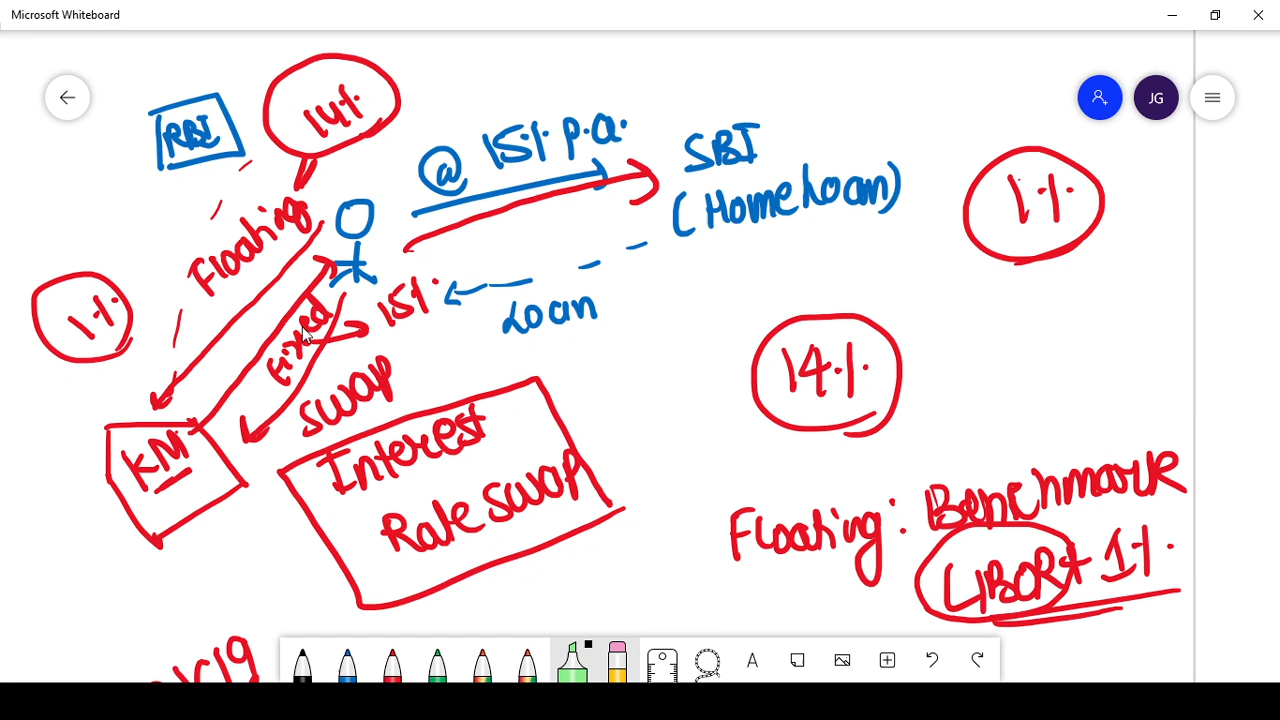 Microsoft Whiteboard
JG
RBI
14%
@ 15% p.a.
SBI
(Home Loan)
1%
Floating
1%
Fixed
15%
Loan
swap
KM
Interest
Rate swap
14%
Floating: Benchmark
LIBOR + 1%